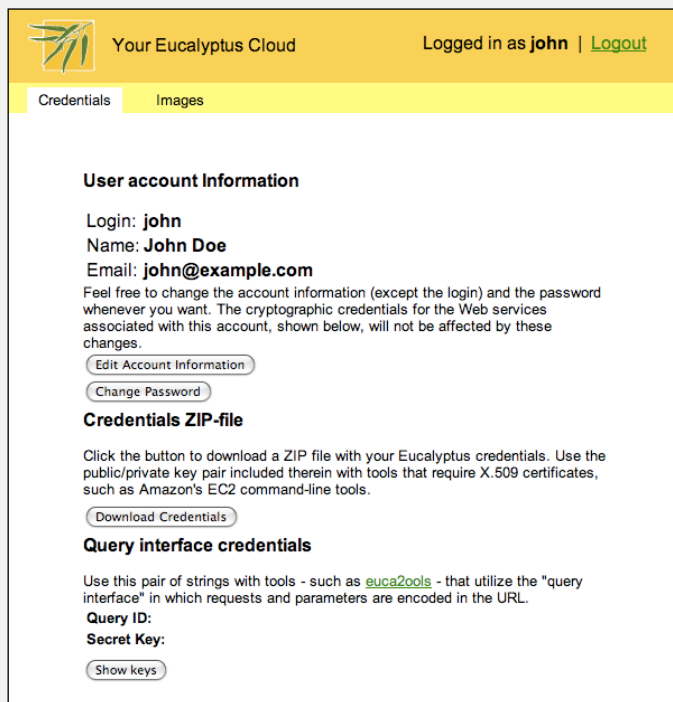 Your Eucalyptus Cloud
Logged in as john | Logout
Credentials
Images
User account Information
Login: john
Name: John Doe
Email: john@example.com
Feel free to change the account information (except the login) and the password
whenever you want. The cryptographic credentials for the Web services
associated with this account, shown below, will not be affected by these
changes.
Edit Account Information
Change Password
Credentials ZIP-file
Click the button to download a ZIP file with your Eucalyptus credentials. Use the
public/private key pair included therein with tools that require X.509 certificates,
such as Amazon's EC2 command-line tools.
Download Credentials
Query interface credentials
Use this pair of strings with tools - such as euca2ools - that utilize the "query
interface" in which requests and parameters are encoded in the URL.
Query ID:
Secret Key:
Show keys